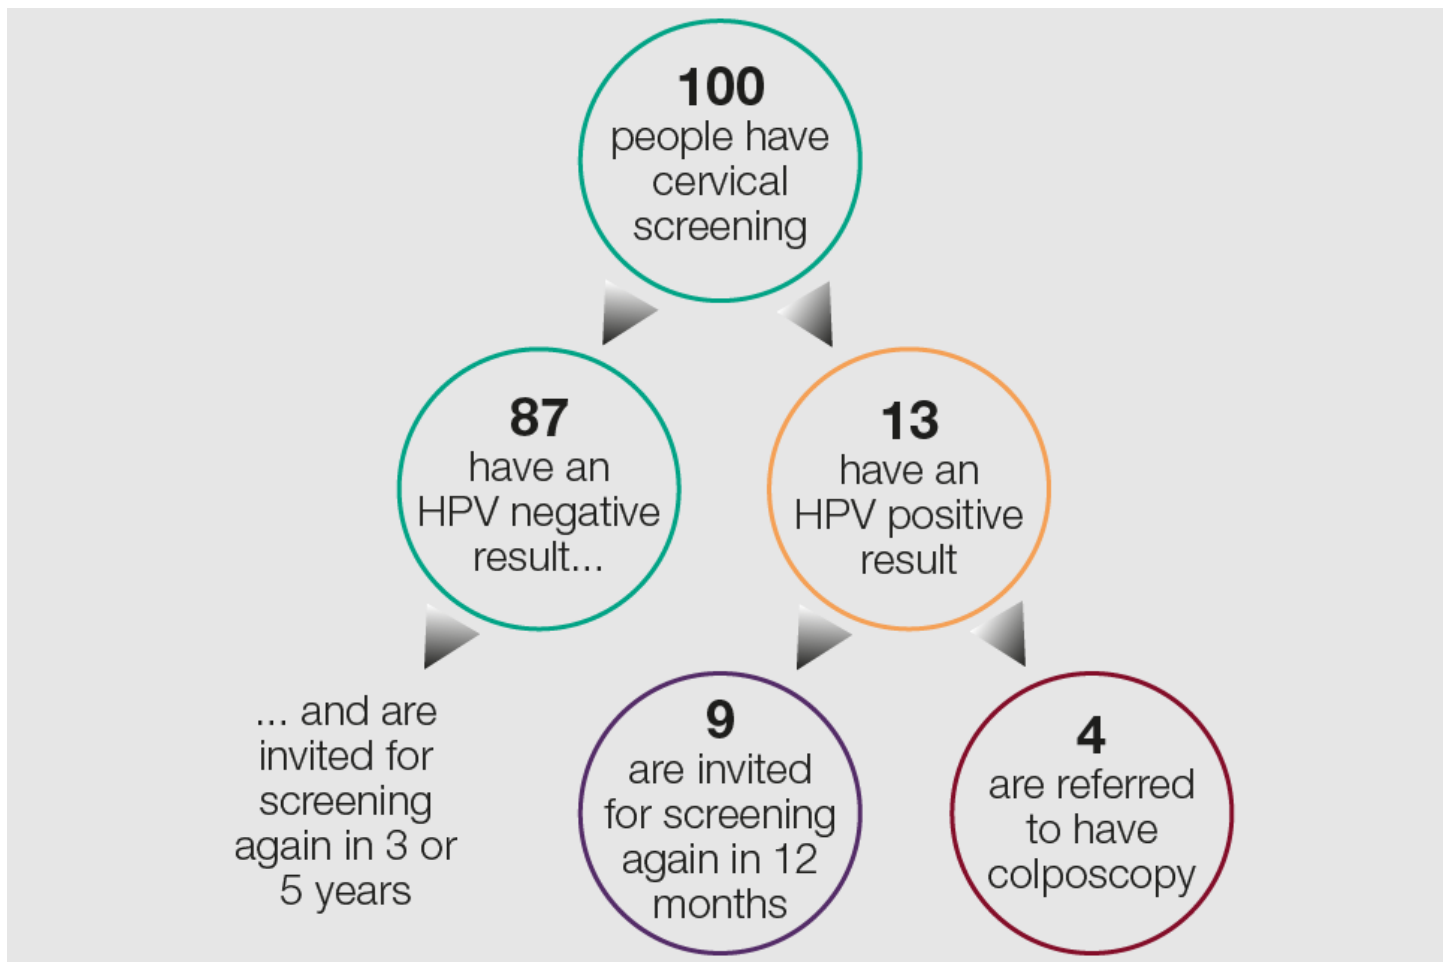 100
people have
cervical
screening
87
have an
HPV negative
result...
13
have an
HPV positive
result
... and are
invited for
screening
again in 3 or
5 years
9
are invited
for screening
again in 12
months
4
are referred
to have
colposcopy